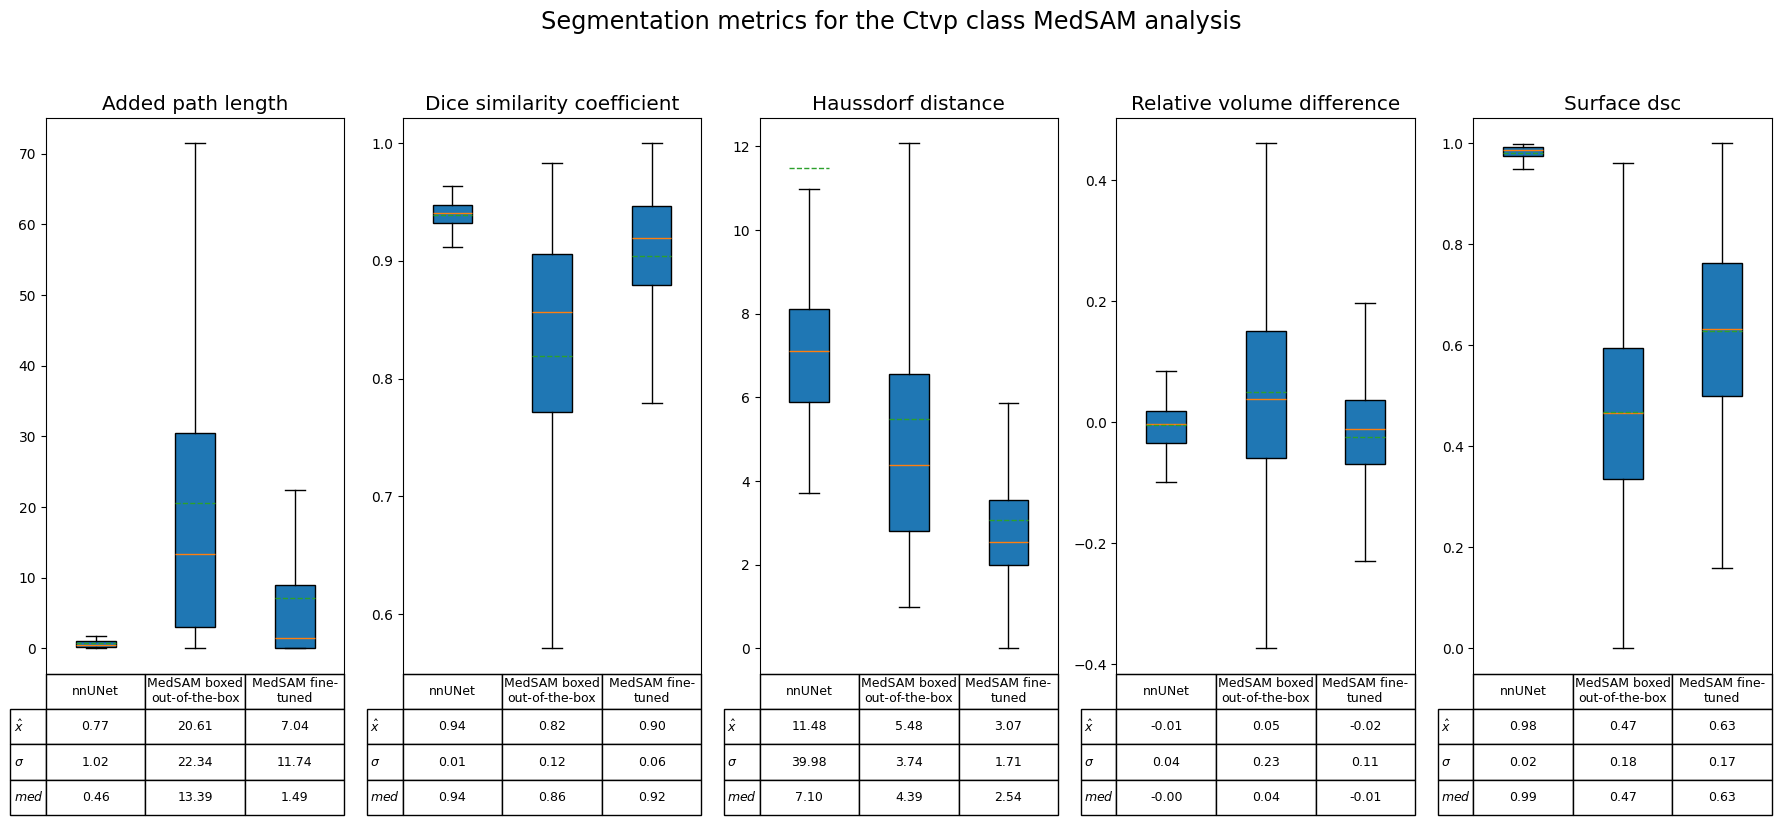 Segmentation metrics for the Ctvp class MedSAM analysis
Added path length
70
60
50
40
30
20
10
0
nnUNet MedSAM boxed out-of-the-box MedSAM fine-tuned
x̂ 0.77 20.61 7.04
σ 1.02 22.34 11.74
med 0.46 13.39 1.49
Dice similarity coefficient
1.0
0.9
0.8
0.7
0.6
nnUNet MedSAM boxed out-of-the-box MedSAM fine-tuned
x̂ 0.94 0.82 0.90
σ 0.01 0.12 0.06
med 0.94 0.86 0.92
Haussdorf distance
12
10
8
6
4
2
0
nnUNet MedSAM boxed out-of-the-box MedSAM fine-tuned
x̂ 11.48 5.48 3.07
σ 39.98 3.74 1.71
med 7.10 4.39 2.54
Relative volume difference
0.4
0.2
0.0
−0.2
−0.4
nnUNet MedSAM boxed out-of-the-box MedSAM fine-tuned
x̂ -0.01 0.05 -0.02
σ 0.04 0.23 0.11
med -0.00 0.04 -0.01
Surface dsc
1.0
0.8
0.6
0.4
0.2
0.0
nnUNet MedSAM boxed out-of-the-box MedSAM fine-tuned
x̂ 0.98 0.47 0.63
σ 0.02 0.18 0.17
med 0.99 0.47 0.63